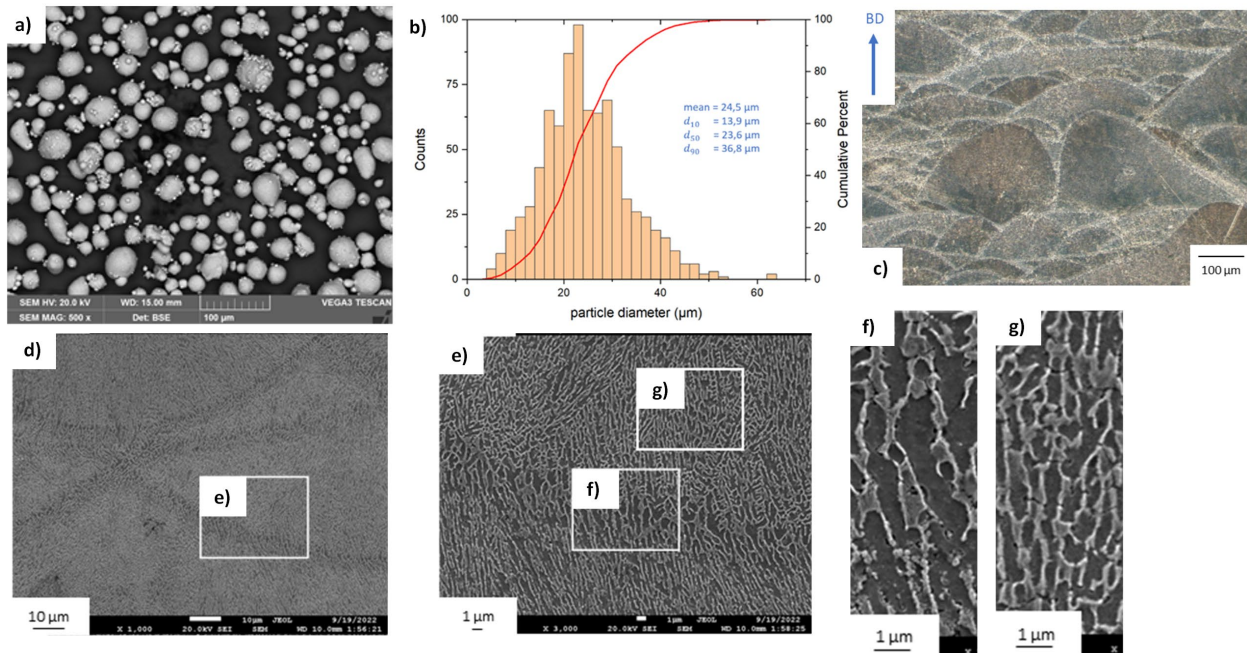 a)
SEM HV: 20.0 kV
WD: 15.00 mm
VEGA3 TESCAN
SEM MAG: 500 x
Det: BSE
100 µm
b)
100
75
50
25
0
Counts
0
20
40
60
particle diameter (µm)
100
80
60
40
20
0
Cumulative Percent
mean = 24,5 µm
d10 = 13,9 µm
d50 = 23,6 µm
d90 = 36,8 µm
BD
c)
100 µm
d)
e)
10 µm
10µm JEOL 9/19/2022
X 1,000 20.0kV SEI SEM WD 10.0mm 1:56:21
e)
g)
f)
1 µm
1µm JEOL 9/19/2022
X 3,000 20.0kV SEI SEM WD 10.0mm 1:58:25
f)
1 µm
X
g)
1 µm
X